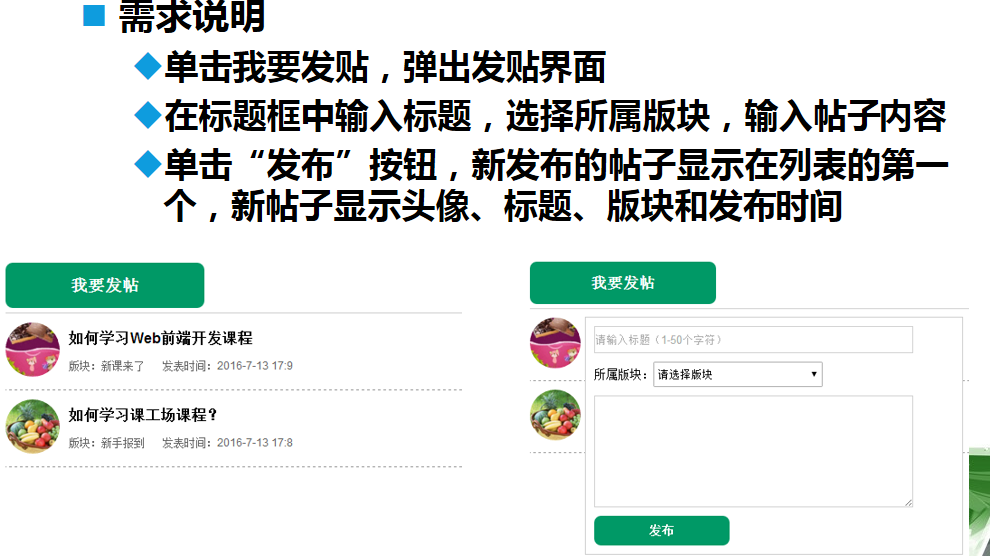 需求说明
单击我要发贴，弹出发贴界面
在标题框中输入标题，选择所属版块，输入帖子内容
单击“发布”按钮，新发布的帖子显示在列表的第一
个，新帖子显示头像、标题、版块和发布时间
我要发帖
如何学习Web前端开发课程
版块：新课来了 发表时间：2016-7-13 17:9
如何学习课工场课程？
版块：新手报到 发表时间：2016-7-13 17:8
我要发帖
请输入标题（1-50个字符）
所属版块：请选择版块
发布